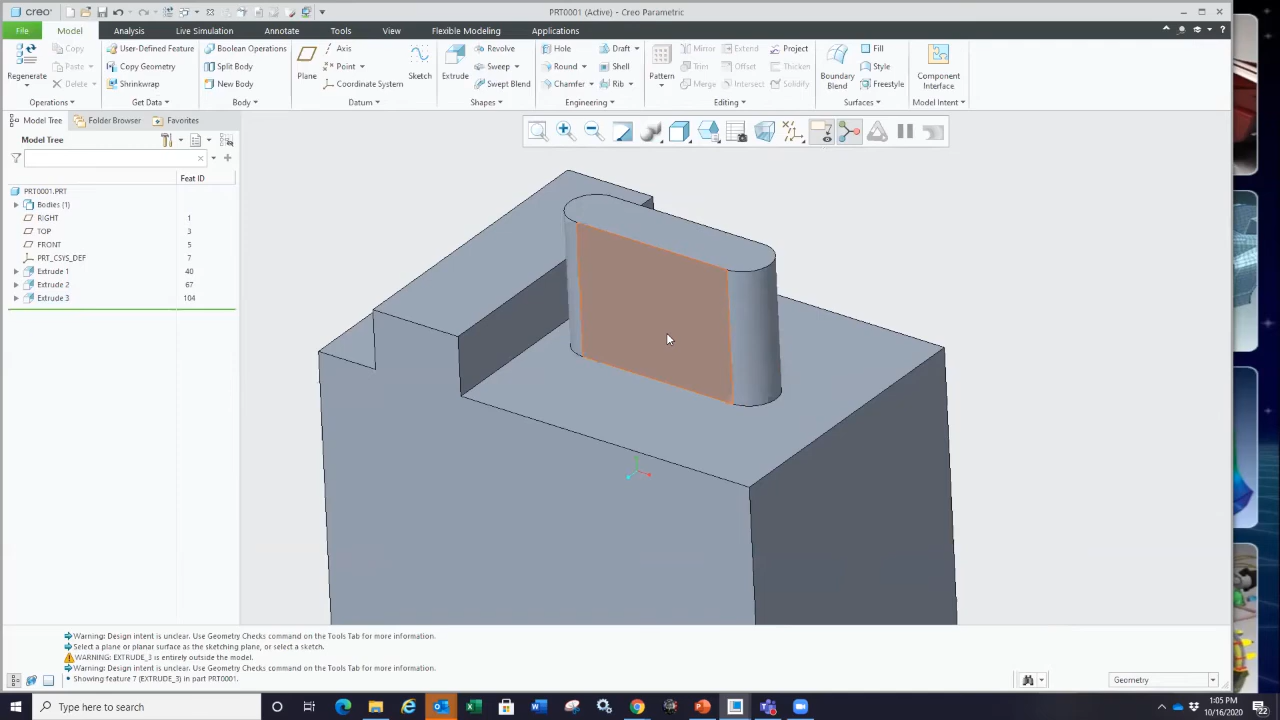 creo
PRT0001 (Active) - Creo Parametric
File
Model
Analysis
Live Simulation
Annotate
Tools
View
Flexible Modeling
Applications
Regenerate
Copy
Paste
Delete
Operations
User-Defined Feature
Copy Geometry
Shrinkwrap
Get Data
Boolean Operations
Split Body
New Body
Body
Plane
Axis
Point
Coordinate System
Sketch
Datum
Extrude
Revolve
Sweep
Swept Blend
Shapes
Hole
Round
Chamfer
Draft
Shell
Rib
Engineering
Pattern
Mirror
Trim
Merge
Extend
Offset
Intersect
Project
Thicken
Solidify
Editing
Boundary
Blend
Fill
Style
Freestyle
Surfaces
Component
Interface
Model Intent
Model Tree
Folder Browser
Favorites
Model Tree
Feat ID
PRT0001.PRT
Bodies (1)
RIGHT 1
TOP 3
FRONT 5
PRT_CSYS_DEF 7
Extrude 1 40
Extrude 2 67
Extrude 3 104
Warning: Design intent is unclear. Use Geometry Checks command on the Tools Tab for more information.
Select a plane or planar surface as the sketching plane, or select a sketch.
WARNING: EXTRUDE_3 is entirely outside the model.
Warning: Design intent is unclear. Use Geometry Checks command on the Tools Tab for more information.
Showing feature 7 (EXTRUDE_3) in part PRT0001.
Geometry
Type here to search
1:05 PM
10/16/2020
22